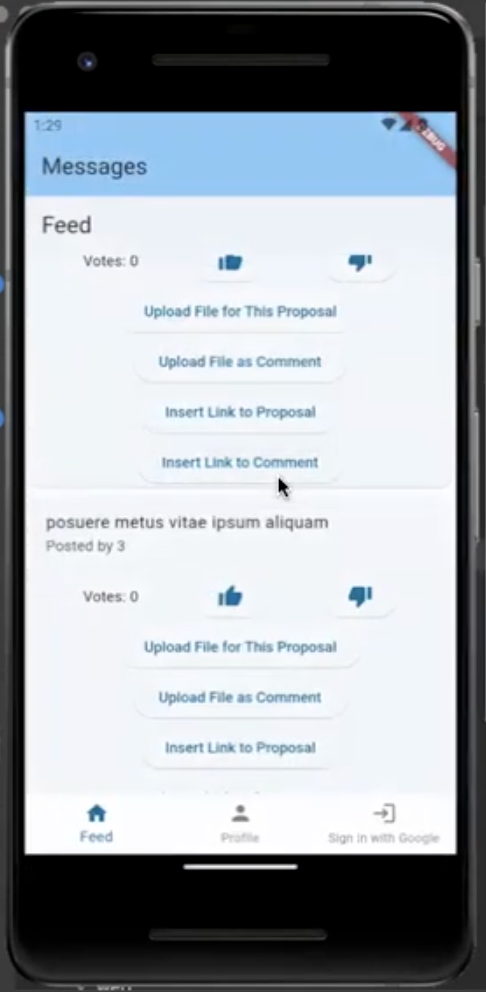 1:29
Messages
Feed
Votes: 0
Upload File for This Proposal
Upload File as Comment
Insert Link to Proposal
Insert Link to Comment
posuere metus vitae ipsum aliquam
Posted by 3
Votes: 0
Upload File for This Proposal
Upload File as Comment
Insert Link to Proposal
Feed
Profile
Sign in with Google